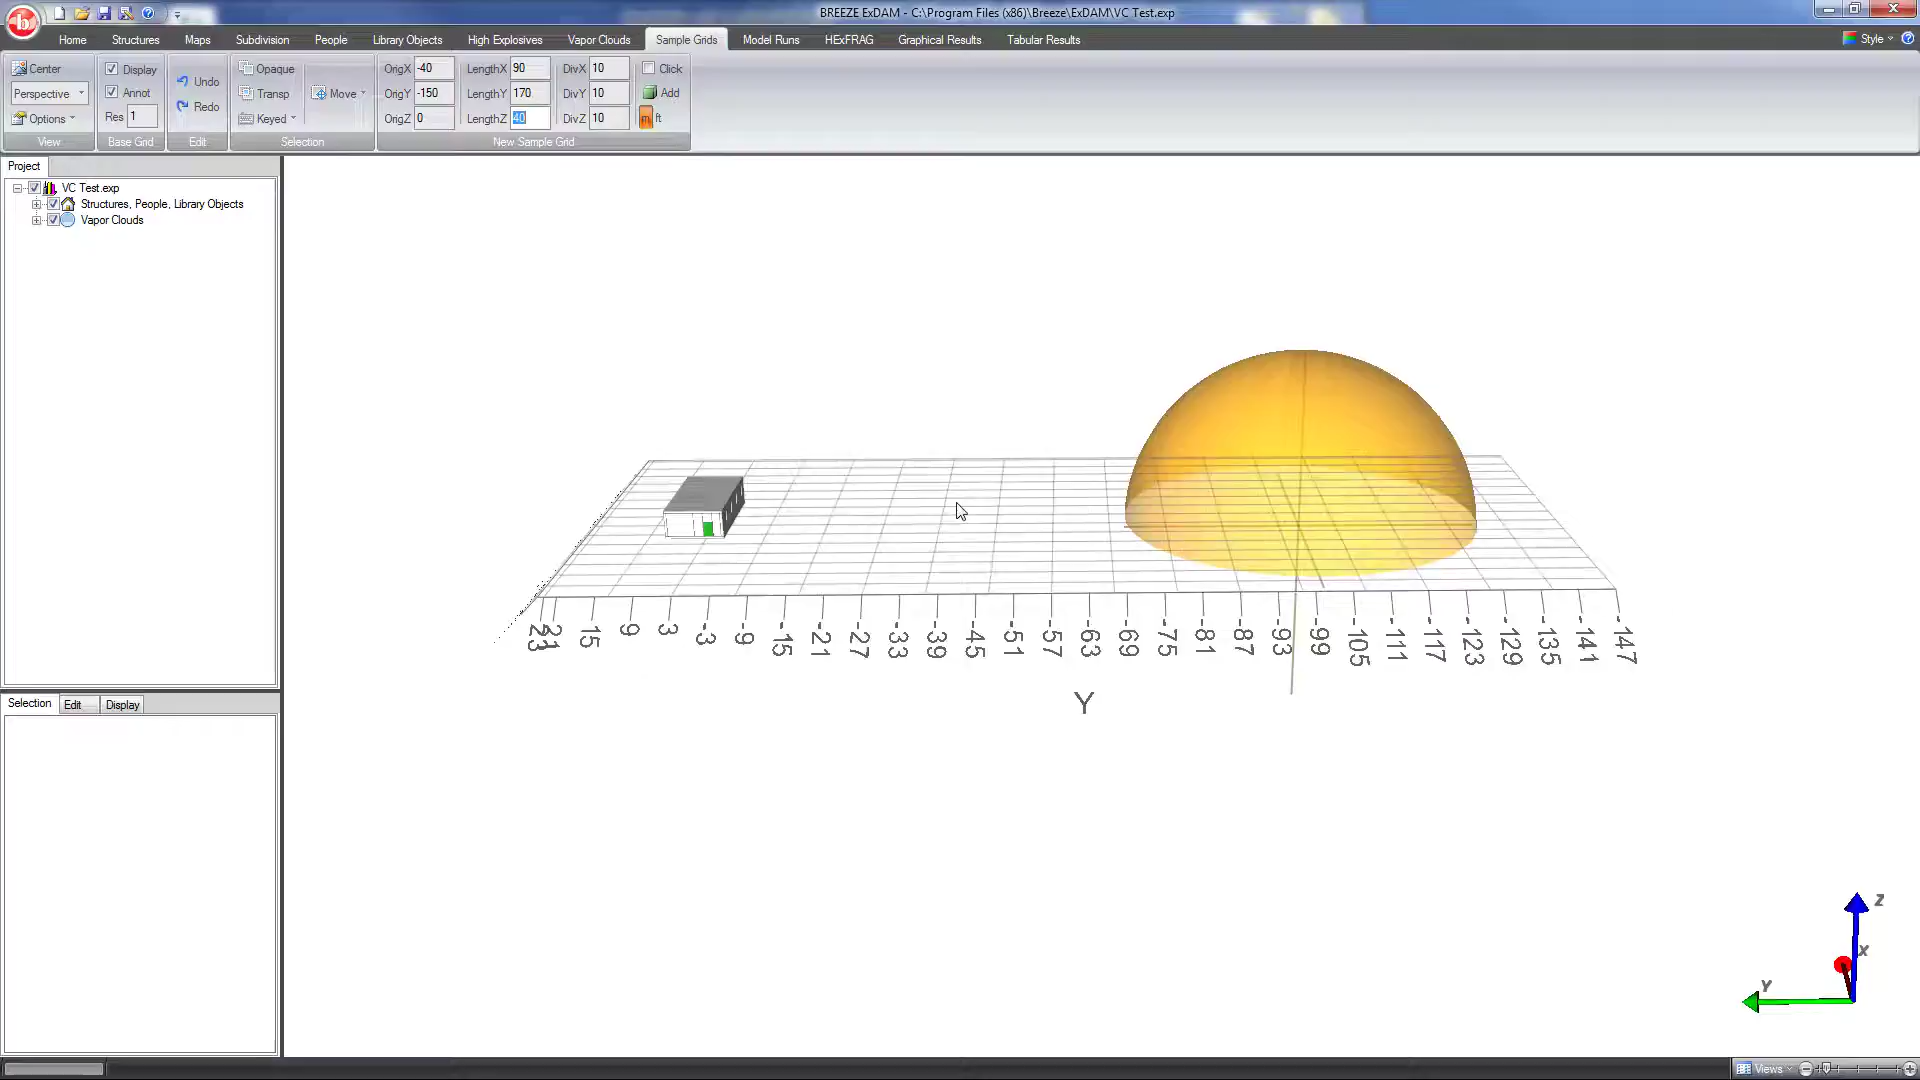 BREEZE ExDAM - C:\Program Files (x86)\Breeze\ExDAM\VC Test.exp
Home Structures Maps Subdivision People Library Objects High Explosives Vapor Clouds Sample Grids Model Runs HExFRAG Graphical Results Tabular Results Style
Center Display Opaque OrigX -40 LengthX 90 DivX 10 Click
Perspective Annot Undo Transp Move OrigY -150 LengthY 170 DivY 10 Add
Options Res 1 Redo Keyed OrigZ 0 LengthZ 40 DivZ 10 m ft
View Base Grid Edit Selection New Sample Grid
Project
VC Test.exp
Structures, People, Library Objects
Vapor Clouds
23 21 15 9 3 -3 -9 -15 -21 -27 -33 -39 -45 -51 -57 -63 -69 -75 -81 -87 -93 -99 -105 -111 -117 -123 -129 -135 -141 -147
Y
Selection Edit Display
Z
X
Y
Views